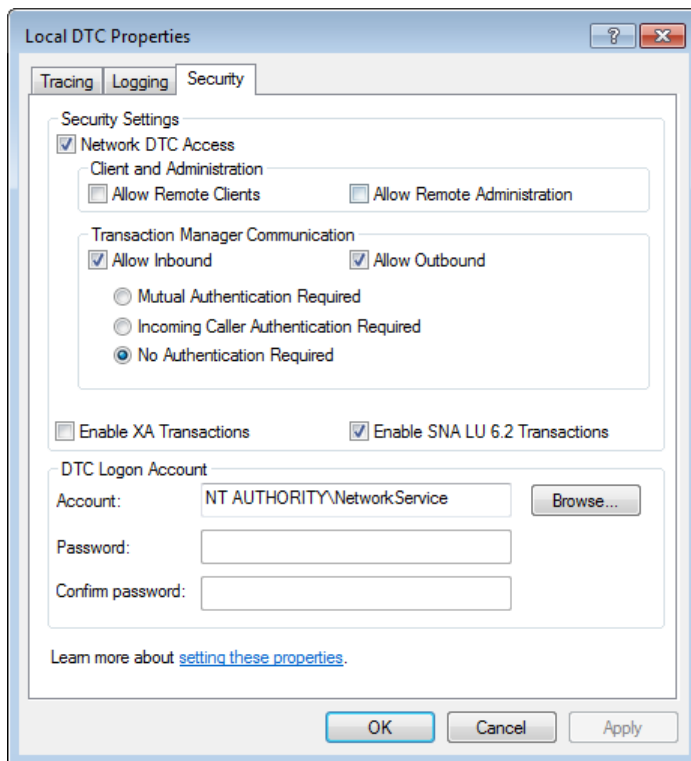 Local DTC Properties
?
Tracing Logging Security
Security Settings
Network DTC Access
Client and Administration
Allow Remote Clients Allow Remote Administration
Transaction Manager Communication
Allow Inbound Allow Outbound
Mutual Authentication Required
Incoming Caller Authentication Required
No Authentication Required
Enable XA Transactions Enable SNA LU 6.2 Transactions
DTC Logon Account
Account: NT AUTHORITY\NetworkService Browse...
Password:
Confirm password:
Learn more about setting these properties.
OK Cancel Apply